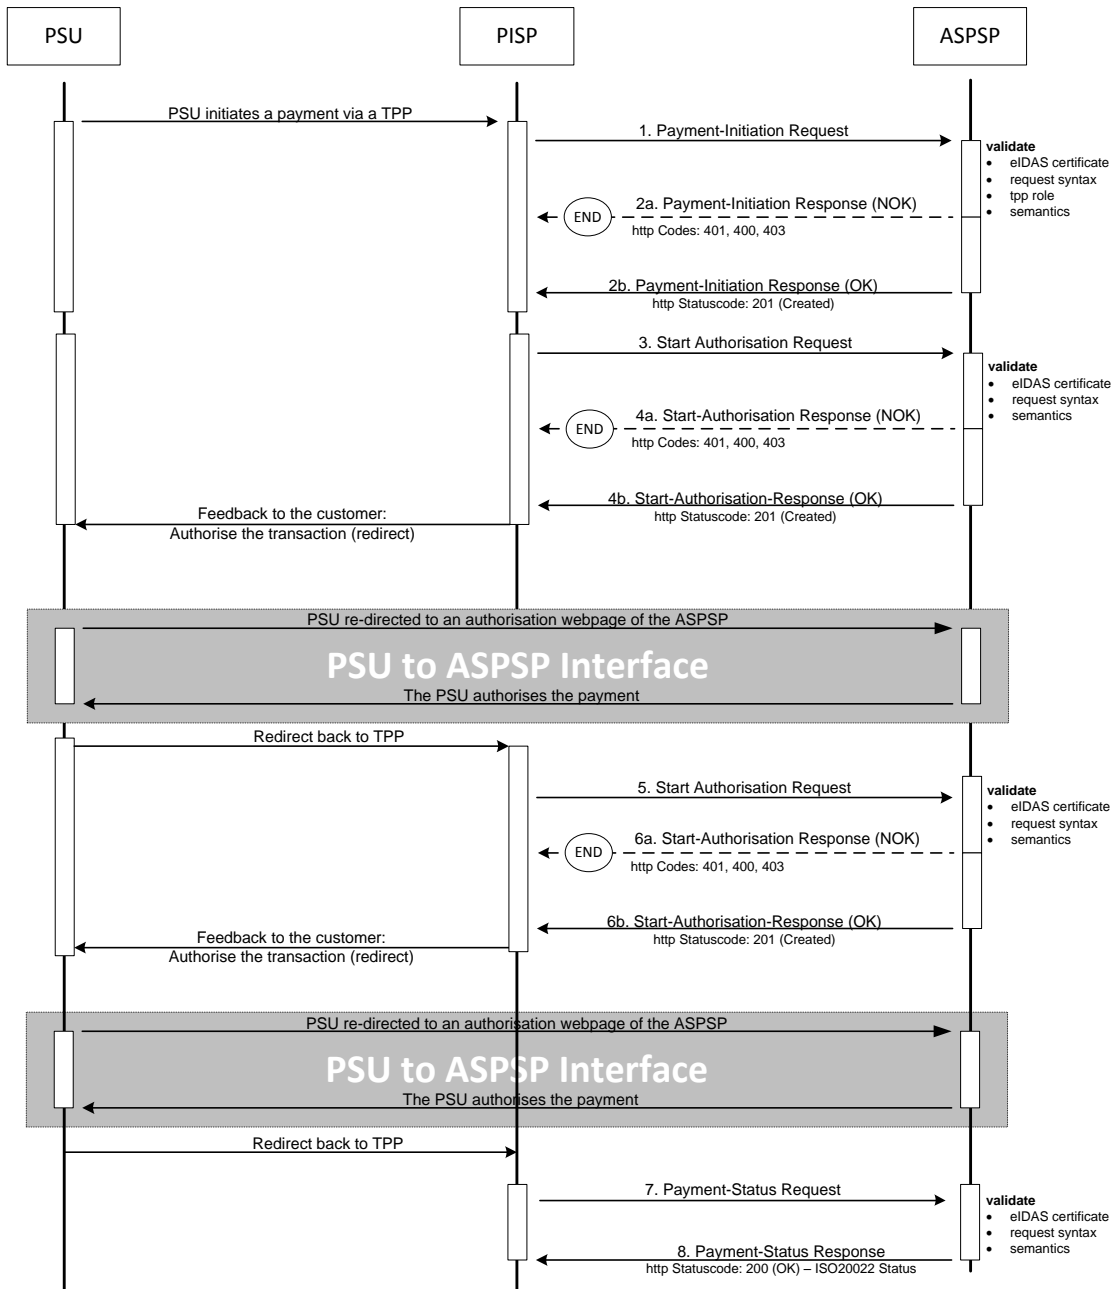 PSU
PISP
ASPSP
PSU initiates a payment via a TPP
1. Payment-Initiation Request
validate
• eIDAS certificate
• request syntax
• tpp role
• semantics
END
2a. Payment-Initiation Response (NOK)
http Codes: 401, 400, 403
2b. Payment-Initiation Response (OK)
http Statuscode: 201 (Created)
3. Start Authorisation Request
validate
• eIDAS certificate
• request syntax
• semantics
END
4a. Start-Authorisation Response (NOK)
http Codes: 401, 400, 403
4b. Start-Authorisation-Response (OK)
http Statuscode: 201 (Created)
Feedback to the customer:
Authorise the transaction (redirect)
PSU re-directed to an authorisation webpage of the ASPSP
PSU to ASPSP Interface
The PSU authorises the payment
Redirect back to TPP
5. Start Authorisation Request
validate
• eIDAS certificate
• request syntax
• semantics
END
6a. Start-Authorisation Response (NOK)
http Codes: 401, 400, 403
6b. Start-Authorisation-Response (OK)
http Statuscode: 201 (Created)
Feedback to the customer:
Authorise the transaction (redirect)
PSU re-directed to an authorisation webpage of the ASPSP
PSU to ASPSP Interface
The PSU authorises the payment
Redirect back to TPP
7. Payment-Status Request
validate
• eIDAS certificate
• request syntax
• semantics
8. Payment-Status Response
http Statuscode: 200 (OK) – ISO20022 Status